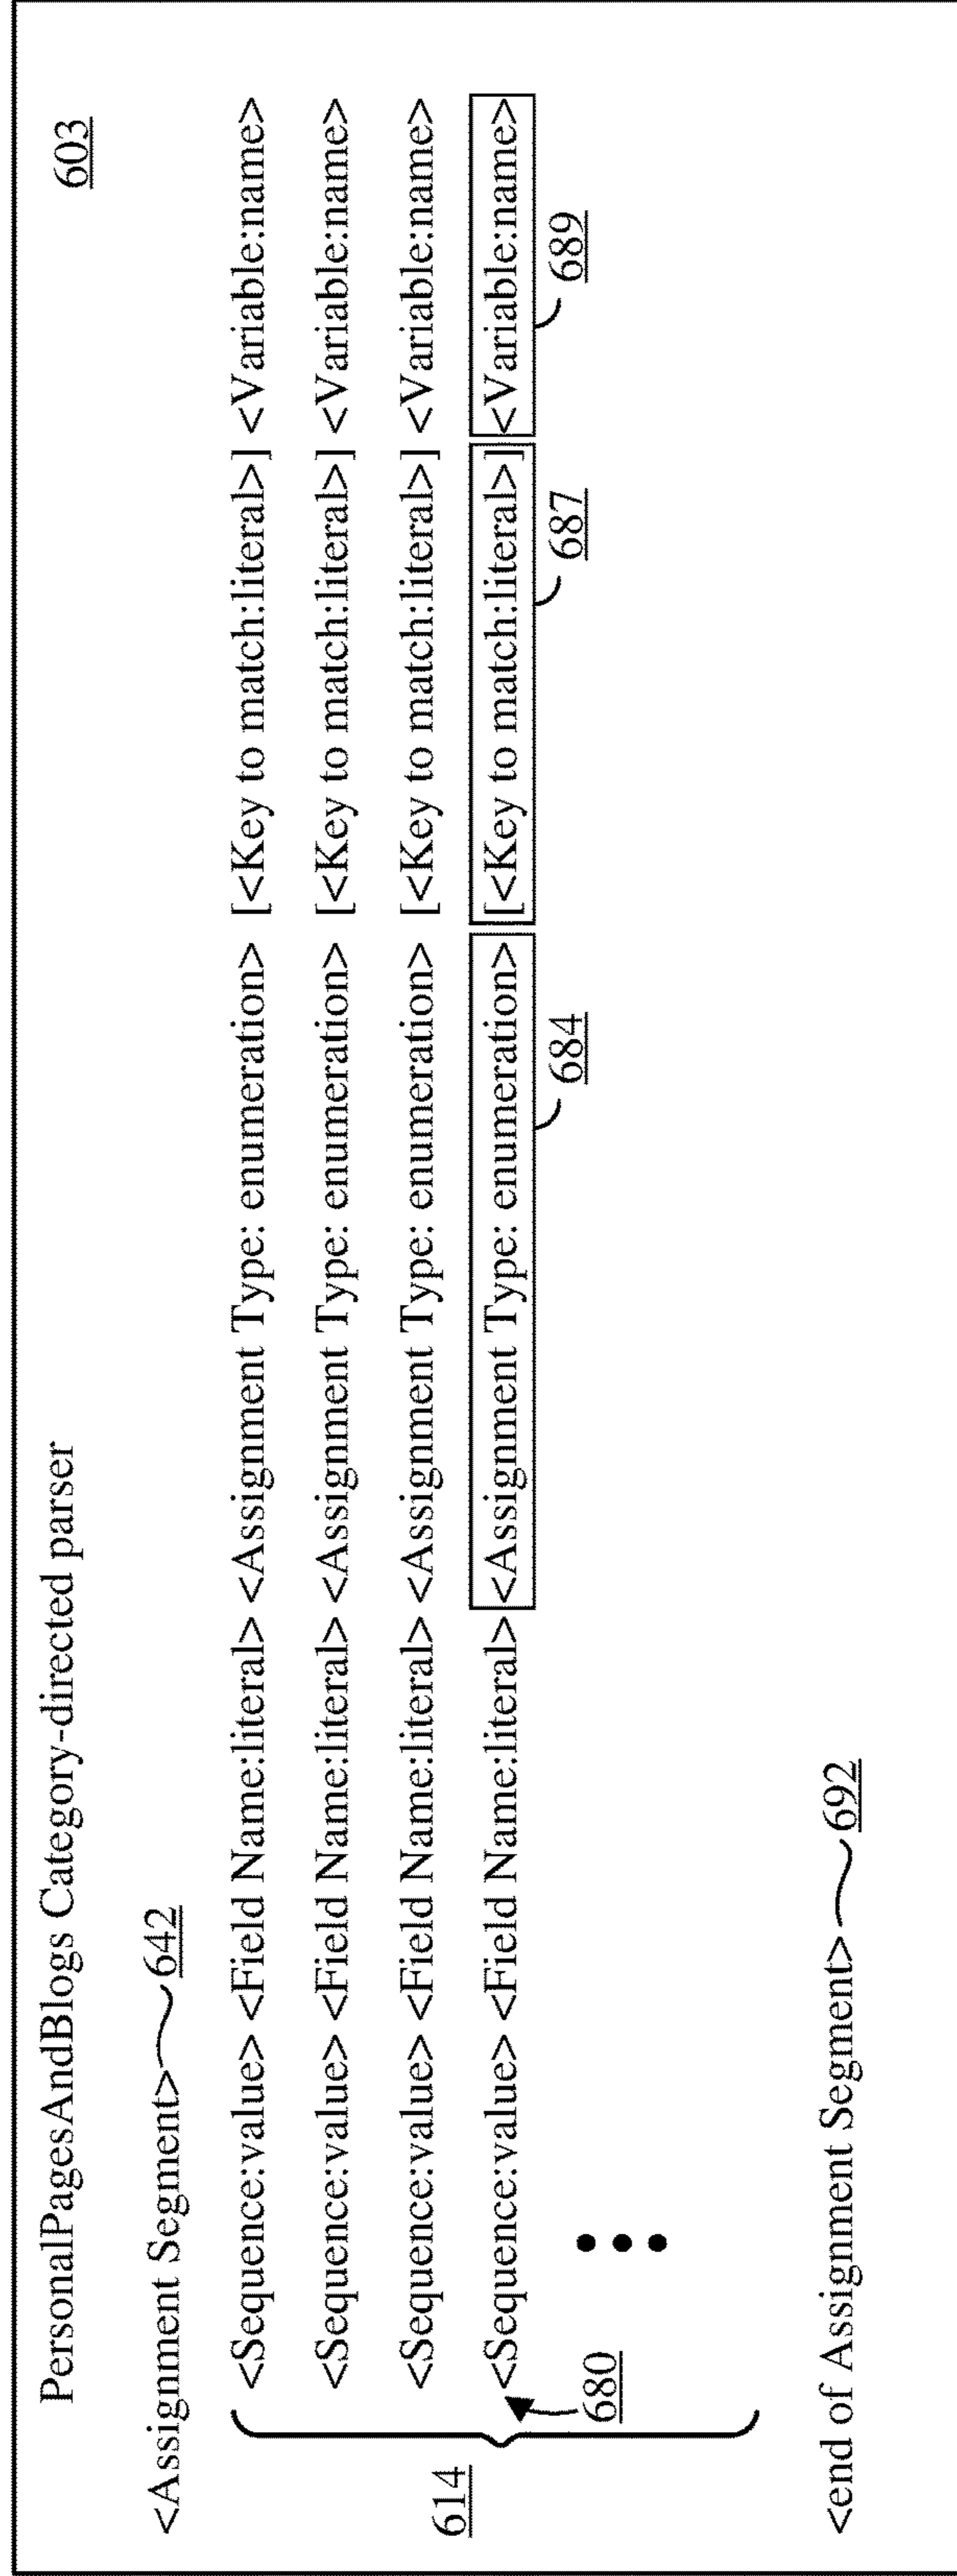 PersonalPagesAndBlogs Category-directed parser
603
<Assignment Segment> 642
<Sequence:value> <Field Name:literal> <Assignment Type: enumeration> [<Key to match:literal>] <Variable:name>
<Sequence:value> <Field Name:literal> <Assignment Type: enumeration> [<Key to match:literal>] <Variable:name>
<Sequence:value> <Field Name:literal> <Assignment Type: enumeration> [<Key to match:literal>] <Variable:name>
<Sequence:value> <Field Name:literal> <Assignment Type: enumeration> [<Key to match:literal>] <Variable:name>
614
680
684
687
689
<end of Assignment Segment> 692